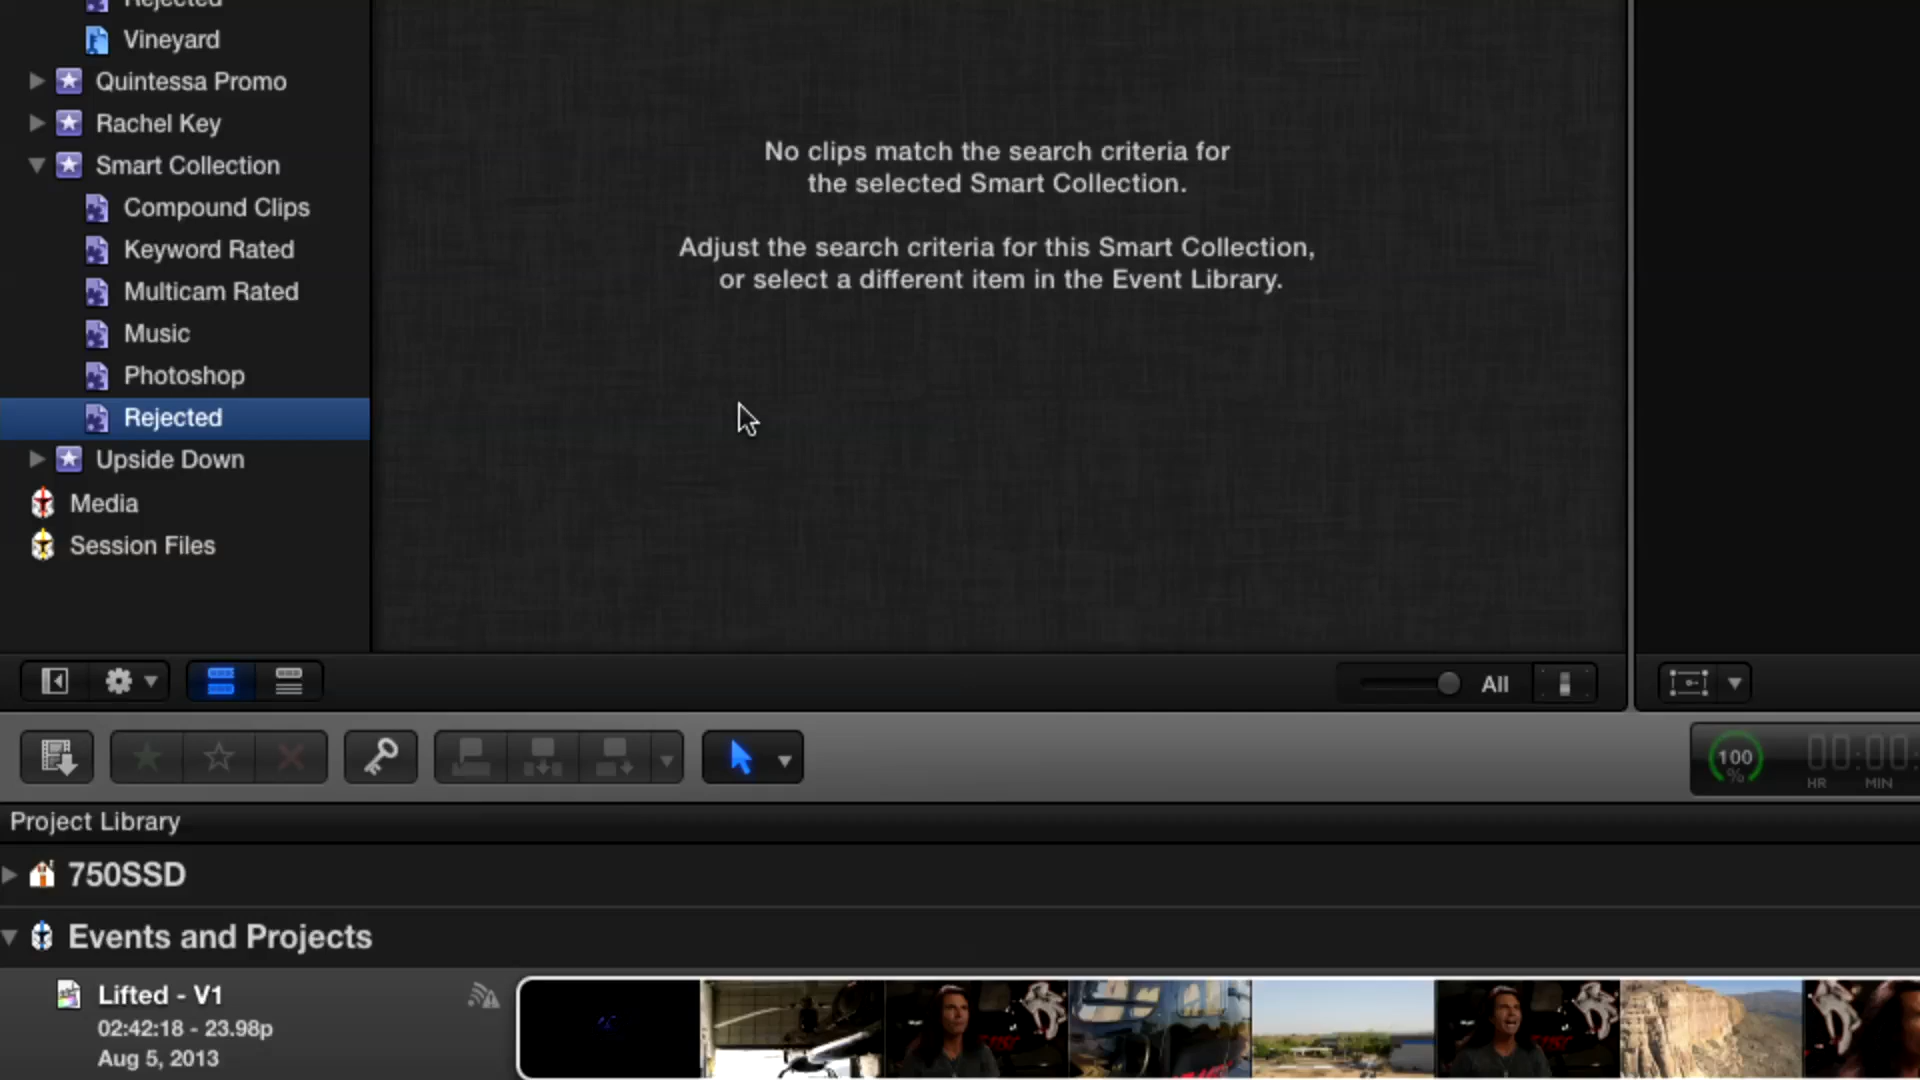 Rejected
Vineyard
Quintessa Promo
Rachel Key
Smart Collection
Compound Clips
Keyword Rated
Multicam Rated
Music
Photoshop
Rejected
Upside Down
Media
Session Files
No clips match the search criteria for
the selected Smart Collection.
Adjust the search criteria for this Smart Collection,
or select a different item in the Event Library.
All
100
%
00:00:
HR MIN
Project Library
750SSD
Events and Projects
Lifted - V1
02:42:18 - 23.98p
Aug 5, 2013